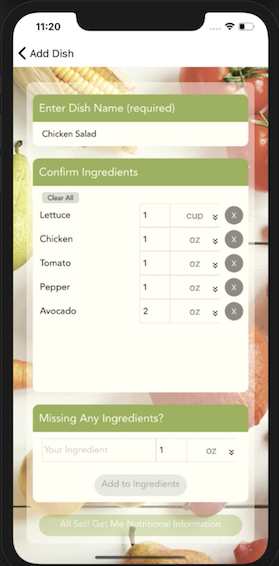 11:20
Add Dish
Enter Dish Name (required)
Chicken Salad
Confirm Ingredients
Clear All
Lettuce 1 cup X
Chicken 1 oz X
Tomato 1 oz X
Pepper 1 oz X
Avocado 2 oz X
Missing Any Ingredients?
Your Ingredient 1 oz
Add to Ingredients
All Set! Get Me Nutritional Information